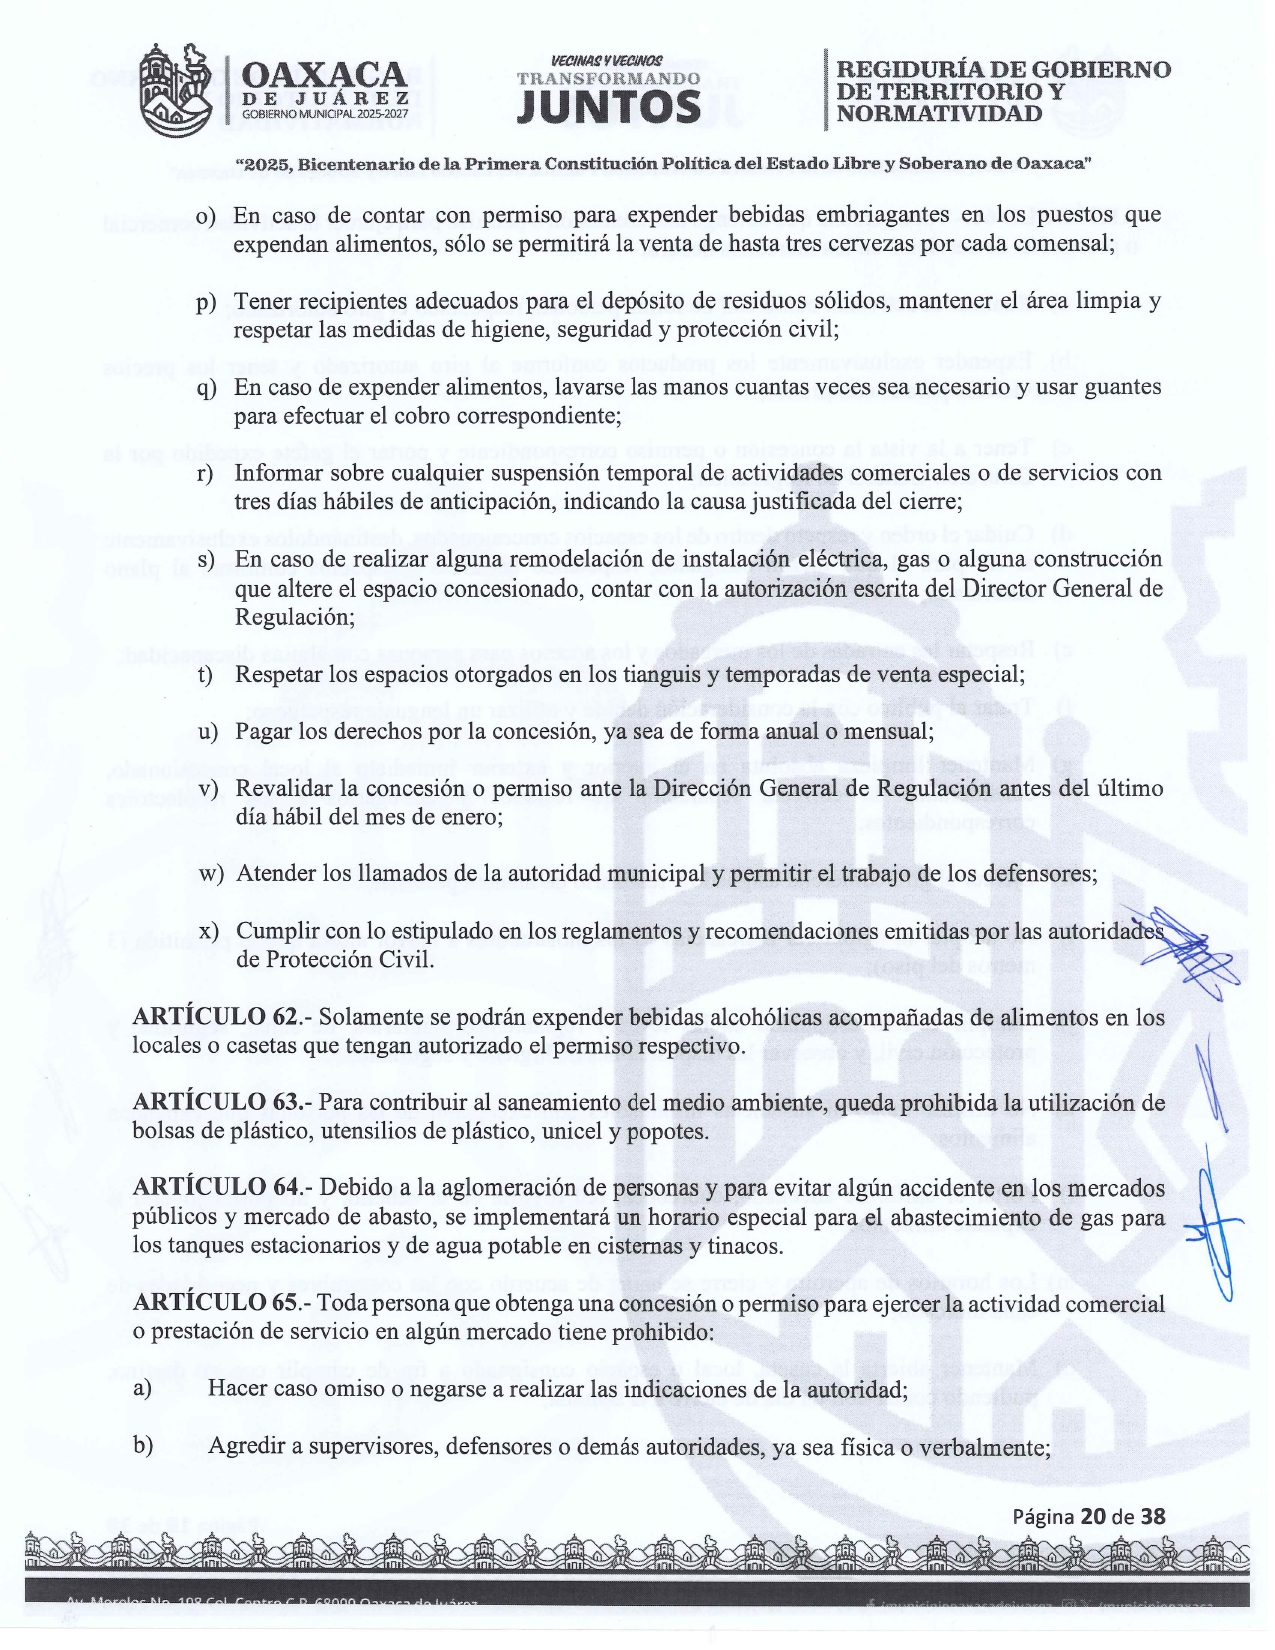 OAXACA
DE JUÁREZ
GOBIERNO MUNICIPAL 2025-2027
VECINAS Y VECINOS
TRANSFORMANDO
JUNTOS
REGIDURÍA DE GOBIERNO
DE TERRITORIO Y
NORMATIVIDAD
"2025, Bicentenario de la Primera Constitución Política del Estado Libre y Soberano de Oaxaca"
o) En caso de contar con permiso para expender bebidas embriagantes en los puestos que
expendan alimentos, sólo se permitirá la venta de hasta tres cervezas por cada comensal;
p) Tener recipientes adecuados para el depósito de residuos sólidos, mantener el área limpia y
respetar las medidas de higiene, seguridad y protección civil;
q) En caso de expender alimentos, lavarse las manos cuantas veces sea necesario y usar guantes
para efectuar el cobro correspondiente;
r) Informar sobre cualquier suspensión temporal de actividades comerciales o de servicios con
tres días hábiles de anticipación, indicando la causa justificada del cierre;
s) En caso de realizar alguna remodelación de instalación eléctrica, gas o alguna construcción
que altere el espacio concesionado, contar con la autorización escrita del Director General de
Regulación;
t) Respetar los espacios otorgados en los tianguis y temporadas de venta especial;
u) Pagar los derechos por la concesión, ya sea de forma anual o mensual;
v) Revalidar la concesión o permiso ante la Dirección General de Regulación antes del último
día hábil del mes de enero;
w) Atender los llamados de la autoridad municipal y permitir el trabajo de los defensores;
x) Cumplir con lo estipulado en los reglamentos y recomendaciones emitidas por las autoridades
de Protección Civil.
ARTÍCULO 62.- Solamente se podrán expender bebidas alcohólicas acompañadas de alimentos en los
locales o casetas que tengan autorizado el permiso respectivo.
ARTÍCULO 63.- Para contribuir al saneamiento del medio ambiente, queda prohibida la utilización de
bolsas de plástico, utensilios de plástico, unicel y popotes.
ARTÍCULO 64.- Debido a la aglomeración de personas y para evitar algún accidente en los mercados
públicos y mercado de abasto, se implementará un horario especial para el abastecimiento de gas para
los tanques estacionarios y de agua potable en cisternas y tinacos.
ARTÍCULO 65.- Toda persona que obtenga una concesión o permiso para ejercer la actividad comercial
o prestación de servicio en algún mercado tiene prohibido:
a) Hacer caso omiso o negarse a realizar las indicaciones de la autoridad;
b) Agredir a supervisores, defensores o demás autoridades, ya sea física o verbalmente;
Página 20 de 38
Av. Morelos No. 108 Col. Centro C.P. 68000 Oaxaca de Juárez